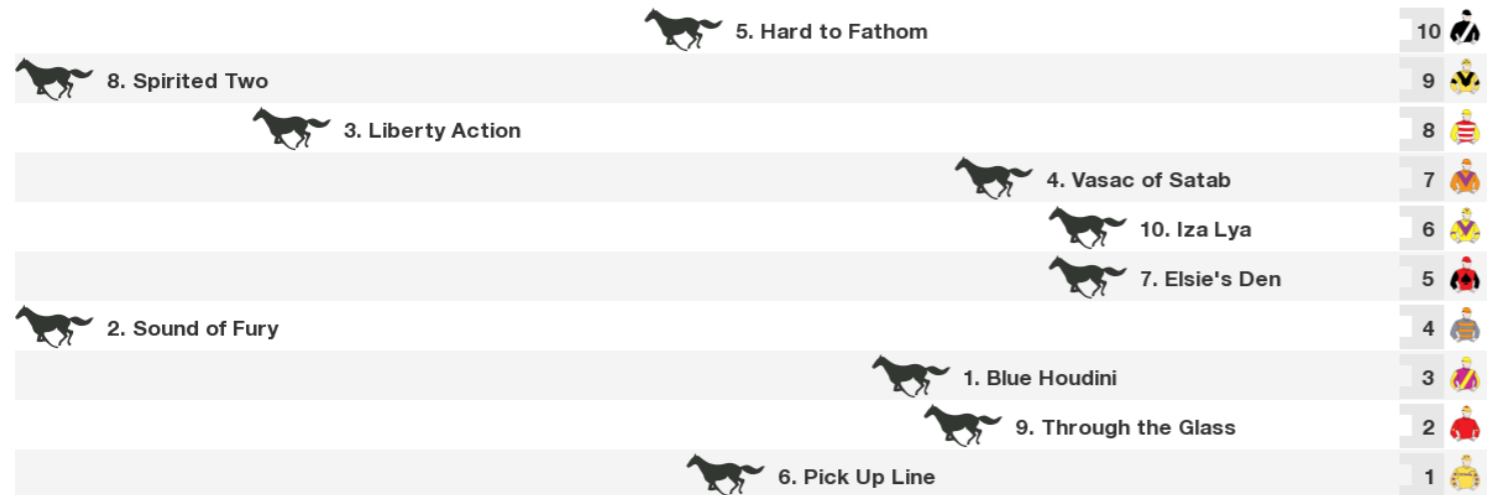 5. Hard to Fathom 10
8. Spirited Two 9
3. Liberty Action 8
4. Vasac of Satab 7
10. Iza Lya 6
7. Elsie's Den 5
2. Sound of Fury 4
1. Blue Houdini 3
9. Through the Glass 2
6. Pick Up Line 1